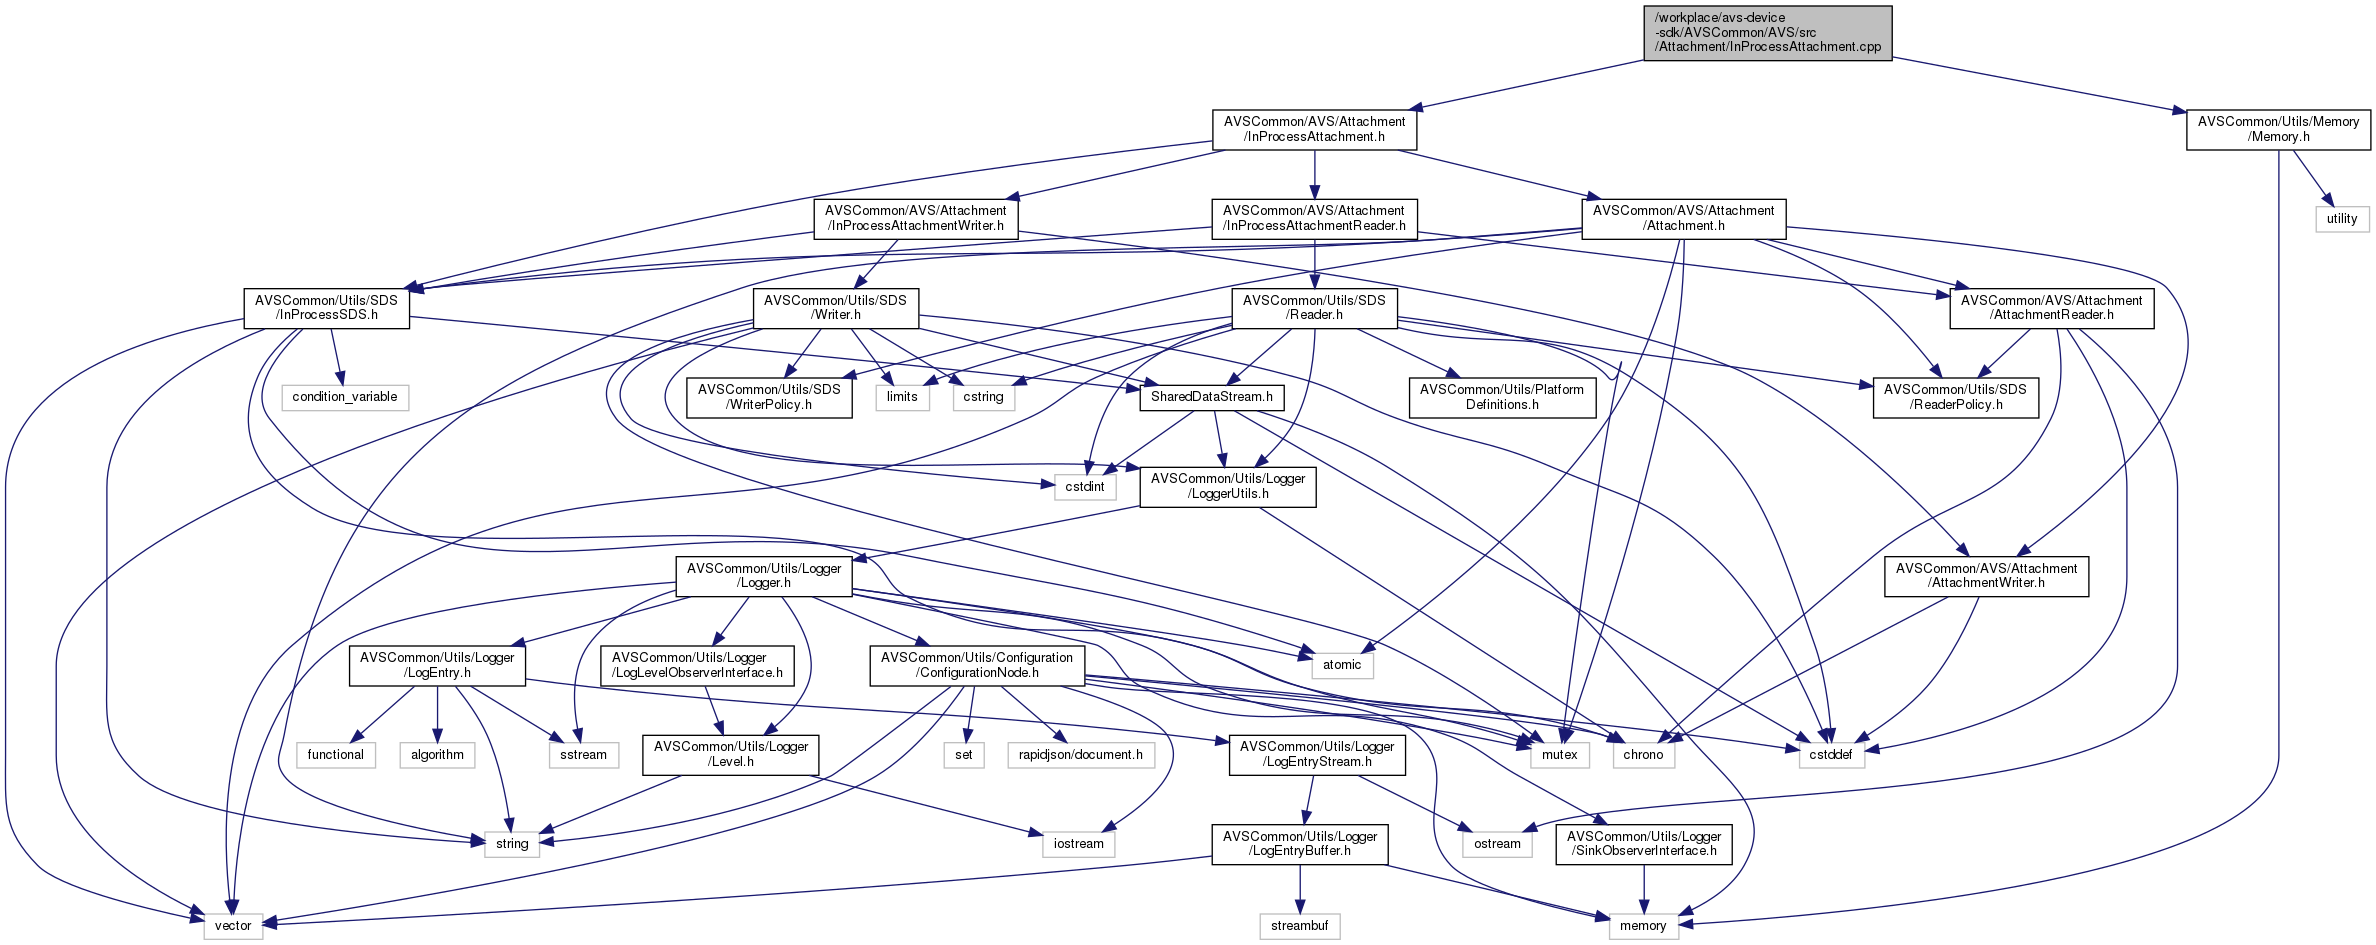 /workplace/avs-device
-sdk/AVSCommon/AVS/src
/Attachment/InProcessAttachment.cpp
AVSCommon/AVS/Attachment
/InProcessAttachment.h
AVSCommon/Utils/Memory
/Memory.h
AVSCommon/AVS/Attachment
/InProcessAttachmentWriter.h
AVSCommon/AVS/Attachment
/InProcessAttachmentReader.h
AVSCommon/AVS/Attachment
/Attachment.h
utility
AVSCommon/Utils/SDS
/InProcessSDS.h
AVSCommon/Utils/SDS
/Writer.h
AVSCommon/Utils/SDS
/Reader.h
AVSCommon/AVS/Attachment
/AttachmentReader.h
condition_variable
AVSCommon/Utils/SDS
/WriterPolicy.h
limits
cstring
SharedDataStream.h
AVSCommon/Utils/Platform
Definitions.h
AVSCommon/Utils/SDS
/ReaderPolicy.h
cstdint
AVSCommon/Utils/Logger
/LoggerUtils.h
AVSCommon/Utils/Logger
/Logger.h
AVSCommon/AVS/Attachment
/AttachmentWriter.h
AVSCommon/Utils/Logger
/LogEntry.h
AVSCommon/Utils/Logger
/LogLevelObserverInterface.h
AVSCommon/Utils/Configuration
/ConfigurationNode.h
atomic
functional
algorithm
sstream
AVSCommon/Utils/Logger
/Level.h
set
rapidjson/document.h
AVSCommon/Utils/Logger
/LogEntryStream.h
mutex
chrono
cstddef
string
iostream
AVSCommon/Utils/Logger
/LogEntryBuffer.h
ostream
AVSCommon/Utils/Logger
/SinkObserverInterface.h
vector
streambuf
memory